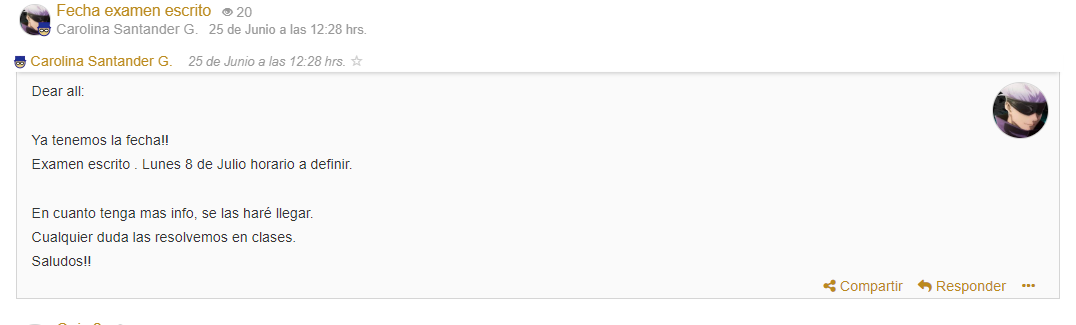 Fecha examen escrito 20
Carolina Santander G. 25 de Junio a las 12:28 hrs.
Carolina Santander G. 25 de Junio a las 12:28 hrs.
Dear all:
Ya tenemos la fecha!!
Examen escrito . Lunes 8 de Julio horario a definir.
En cuanto tenga mas info, se las haré llegar.
Cualquier duda las resolvemos en clases.
Saludos!!
Compartir Responder